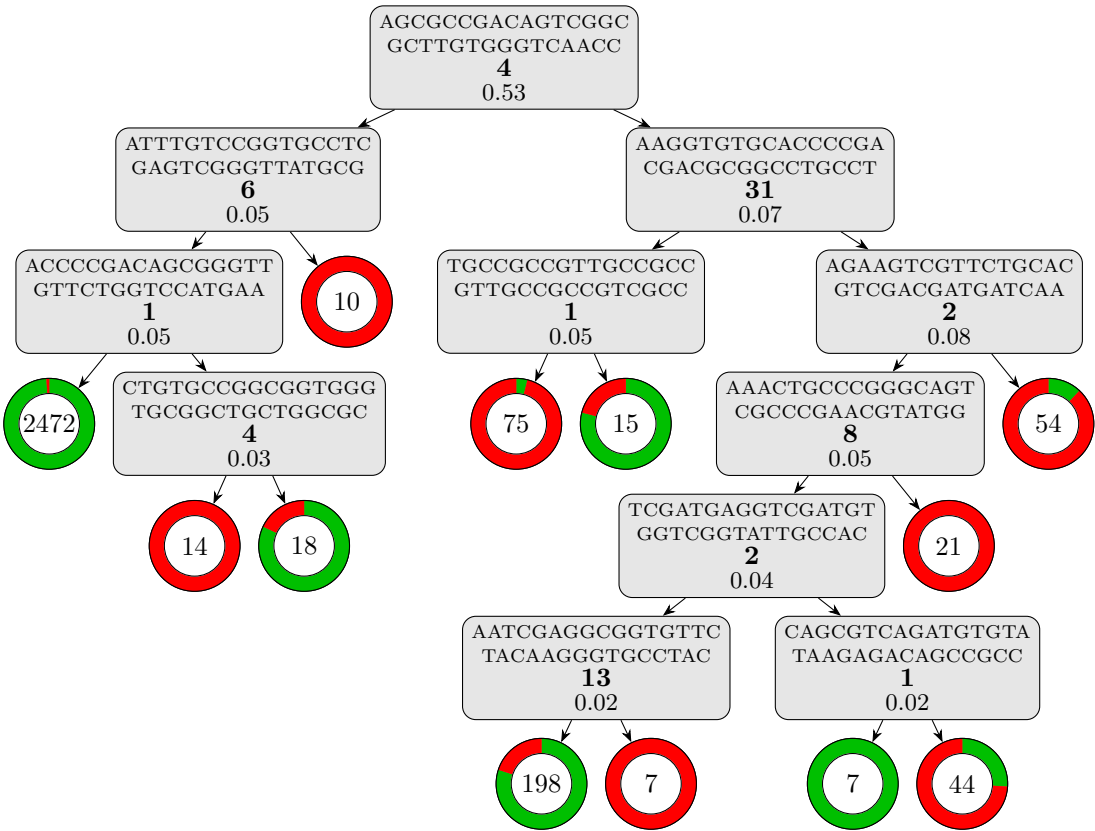 AGCGCCGACAGTCGGC
GCTTGTGGGTCAACC
4
0.53
ATTTGTCCGGTGCCTC
GAGTCGGGTTATGCG
6
0.05
AAGGTGTGCACCCCGA
CGACGCGGCCTGCCT
31
0.07
ACCCCGACAGCGGGTT
GTTCTGGTCCATGAA
1
0.05
10
TGCCGCCGTTGCCGCC
GTTGCCGCCGTCGCC
1
0.05
AGAAGTCGTTCTGCAC
GTCGACGATGATCAA
2
0.08
2472
CTGTGCCGGCGGTGGG
TGCGGCTGCTGGCGC
4
0.03
75
15
AAACTGCCCGGGCAGT
CGCCCGAACGTATGG
8
0.05
54
14
18
TCGATGAGGTCGATGT
GGTCGGTATTGCCAC
2
0.04
21
AATCGAGGCGGTGTTC
TACAAGGGTGCCTAC
13
0.02
CAGCGTCAGATGTGTA
TAAGAGACAGCCGCC
1
0.02
198
7
7
44